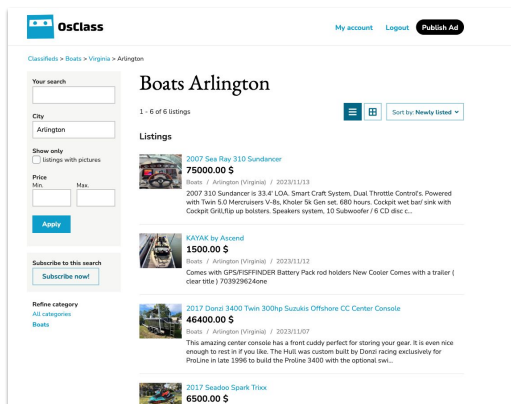 OsClass
My account Logout Publish Ad
Classifieds > Boats > Virginia > Arlington
Your search
City
Arlington
Show only
listings with pictures
Price
Min. Max.
Apply
Subscribe to this search
Subscribe now!
Refine category
All categories
Boats
Boats Arlington
1 - 6 of 6 listings
Sort by: Newly listed
Listings
2007 Sea Ray 310 Sundancer
75000.00 $
Boats / Arlington (Virginia) / 2023/11/13
2007 310 Sundancer is 33.4' LOA. Smart Craft System, Dual Throttle Control's. Powered
with Twin 5.0 Mercruisers V-8s, Kholer 5k Gen set, 680 hours. Cockpit wet bar/ sink with
Cockpit Grill,flip up bolsters. Speakers system, 10 Subwoofer / 6 CD disc c...
KAYAK by Ascend
1500.00 $
Boats / Arlington (Virginia) / 2023/11/12
Comes with GPS/FISFFINDER Battery Pack rod holders New Cooler Comes with a trailer (
clear title ) 703929624one
2017 Donzi 3400 Twin 300hp Suzukis Offshore CC Center Console
46400.00 $
Boats / Arlington (Virginia) / 2023/11/07
This amazing center console has a front cuddy perfect for storing your gear. It is even nice
enough to rest in if you like. The Hull was custom built by Donzi racing exclusively for
ProLine in late 1996 to build the Proline 3400 with the optional swi...
2017 Seadoo Spark Trixx
6500.00 $